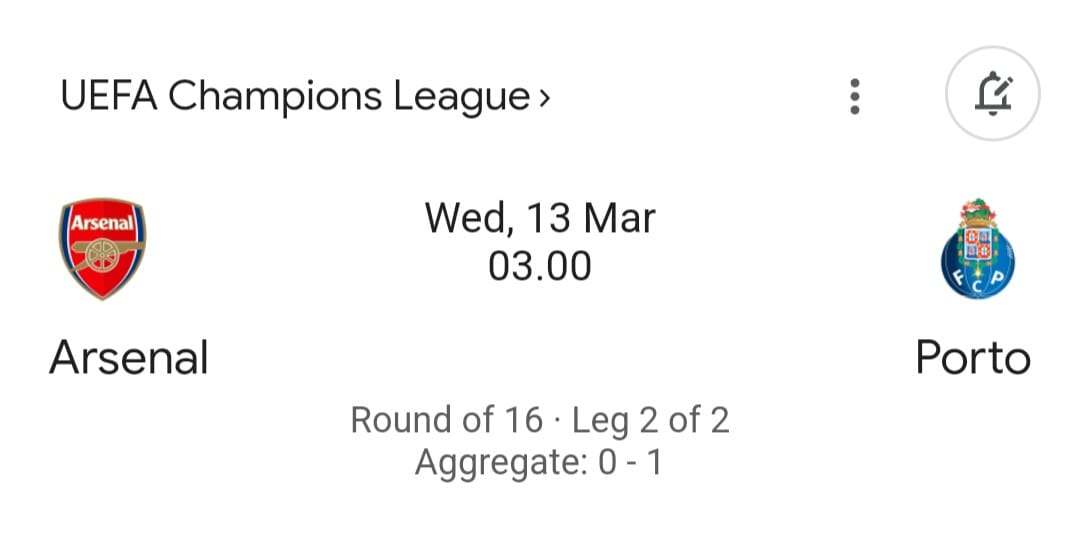 UEFA Champions League ›
Arsenal
Wed, 13 Mar
03.00
F C P
Arsenal
Porto
Round of 16 · Leg 2 of 2
Aggregate: 0 - 1